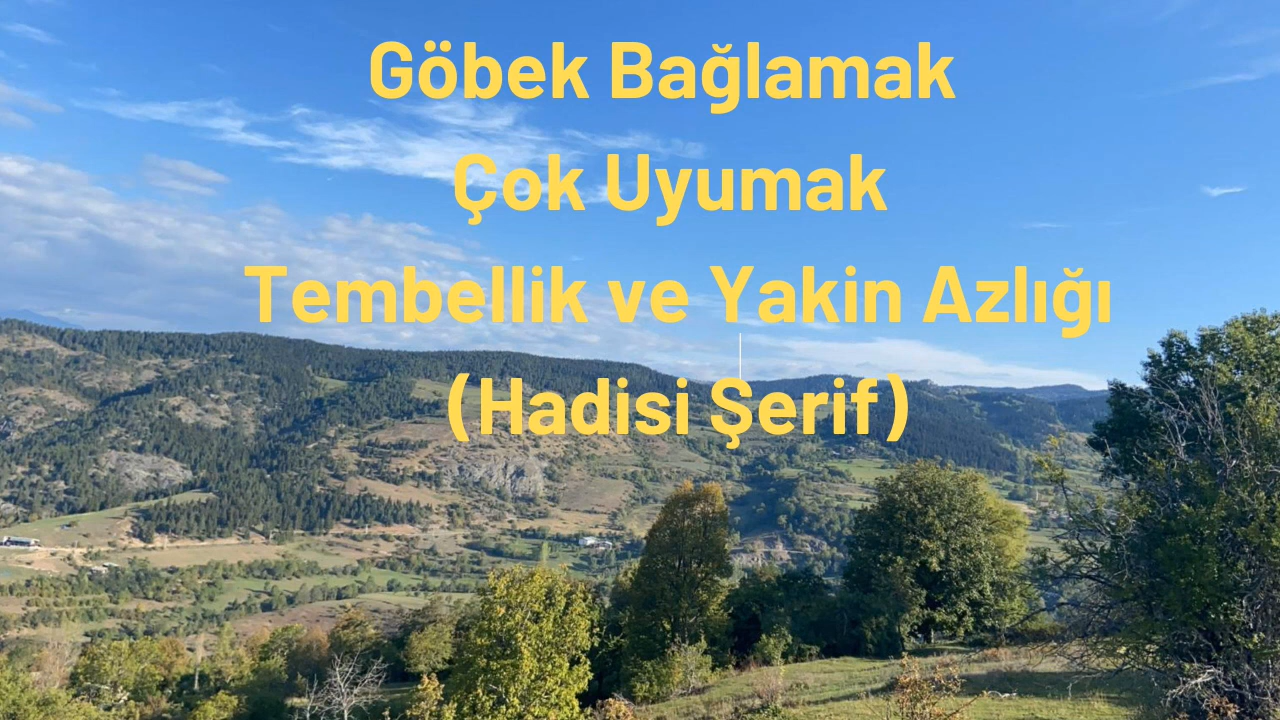 Göbek Bağlamak
Çok Uyumak
Tembellik ve Yakin Azlığı
(Hadisi Şerif)